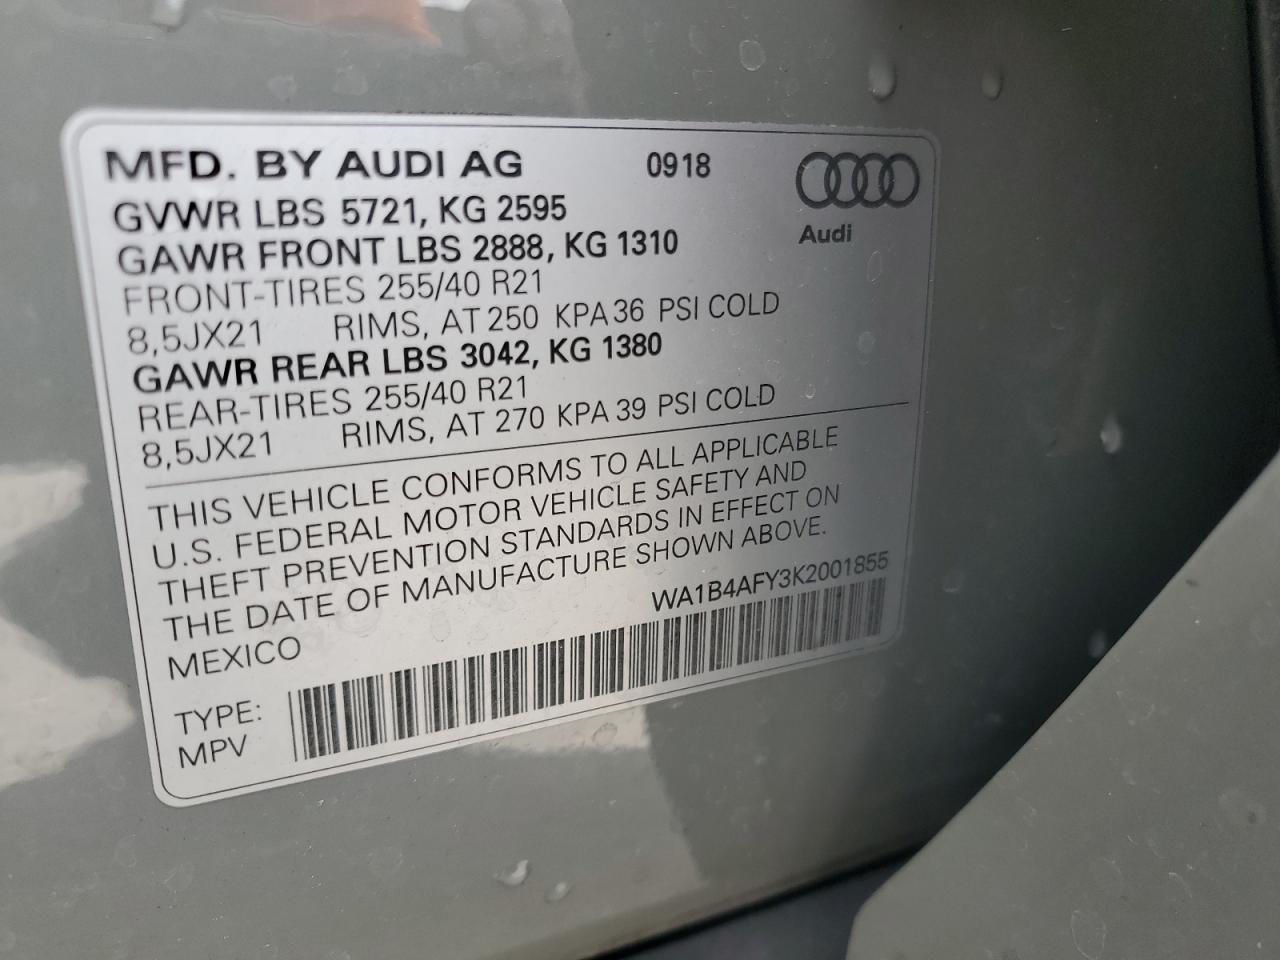 MFD. BY AUDI AG 0918
Audi
GVWR LBS 5721, KG 2595
GAWR FRONT LBS 2888, KG 1310
FRONT-TIRES 255/40 R21
8,5JX21 RIMS, AT 250 KPA 36 PSI COLD
GAWR REAR LBS 3042, KG 1380
REAR-TIRES 255/40 R21
8,5JX21 RIMS, AT 270 KPA 39 PSI COLD
THIS VEHICLE CONFORMS TO ALL APPLICABLE
U.S. FEDERAL MOTOR VEHICLE SAFETY AND
THEFT PREVENTION STANDARDS IN EFFECT ON
THE DATE OF MANUFACTURE SHOWN ABOVE.
MEXICO WA1B4AFY3K2001855
TYPE:
MPV